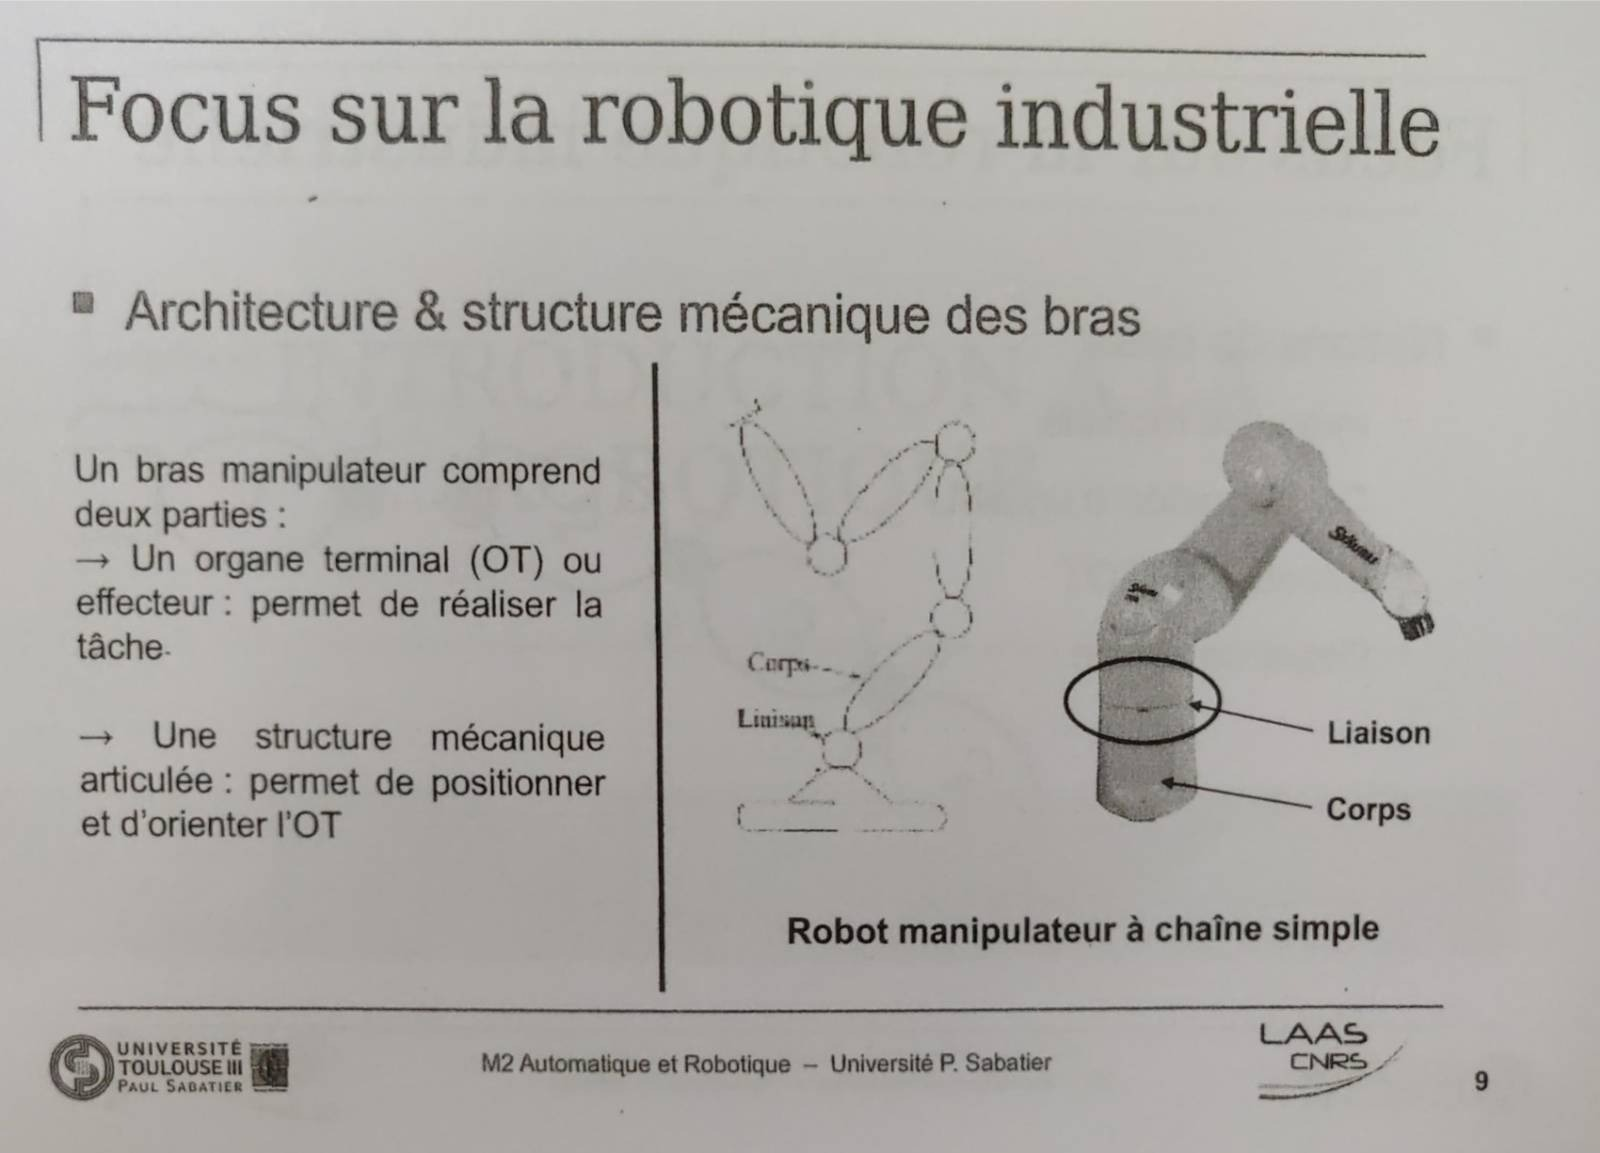 Focus sur la robotique industrielle
▪ Architecture & structure mécanique des bras
Un bras manipulateur comprend
deux parties :
→ Un organe terminal (OT) ou
effecteur : permet de réaliser la
tâche.
→ Une structure mécanique
articulée : permet de positionner
et d'orienter l'OT
Corps
Liaison
Stäubli
Liaison
Corps
Robot manipulateur à chaîne simple
UNIVERSITÉ
TOULOUSE III
PAUL SABATIER
M2 Automatique et Robotique – Université P. Sabatier
LAAS
CNRS
9